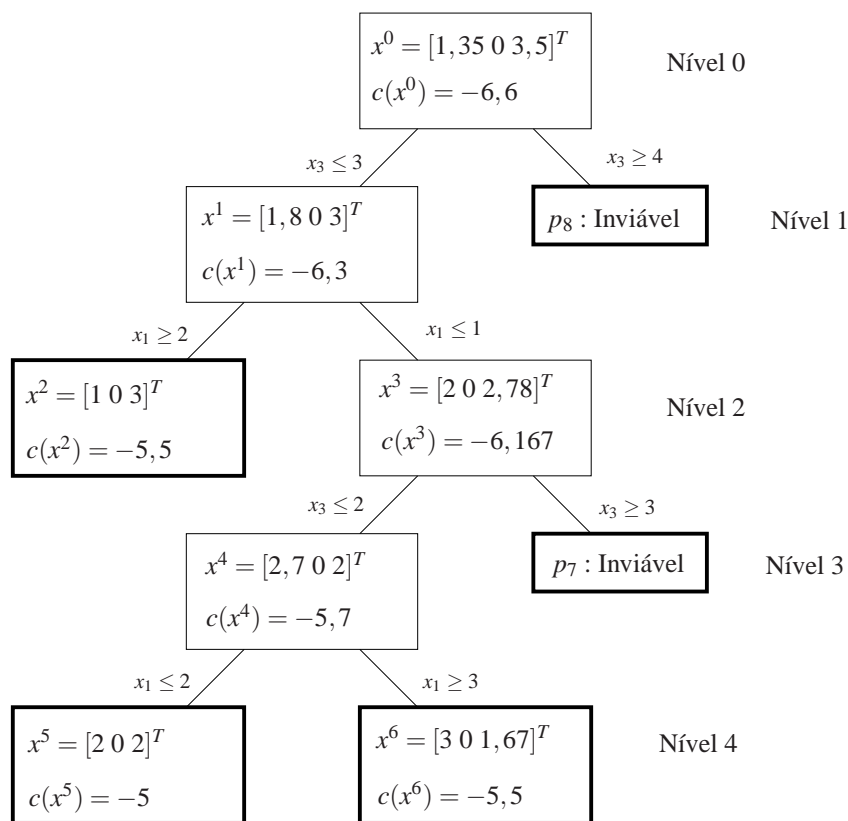 x⁰ = [1,35 0 3,5]ᵀ
c(x⁰) = −6,6
Nível 0
x₃ ≤ 3
x₃ ≥ 4
x¹ = [1,8 0 3]ᵀ
c(x¹) = −6,3
p₈ : Inviável
Nível 1
x₁ ≥ 2
x₁ ≤ 1
x² = [1 0 3]ᵀ
c(x²) = −5,5
x³ = [2 0 2,78]ᵀ
c(x³) = −6,167
Nível 2
x₃ ≤ 2
x₃ ≥ 3
x⁴ = [2,7 0 2]ᵀ
c(x⁴) = −5,7
p₇ : Inviável
Nível 3
x₁ ≤ 2
x₁ ≥ 3
x⁵ = [2 0 2]ᵀ
c(x⁵) = −5
x⁶ = [3 0 1,67]ᵀ
c(x⁶) = −5,5
Nível 4